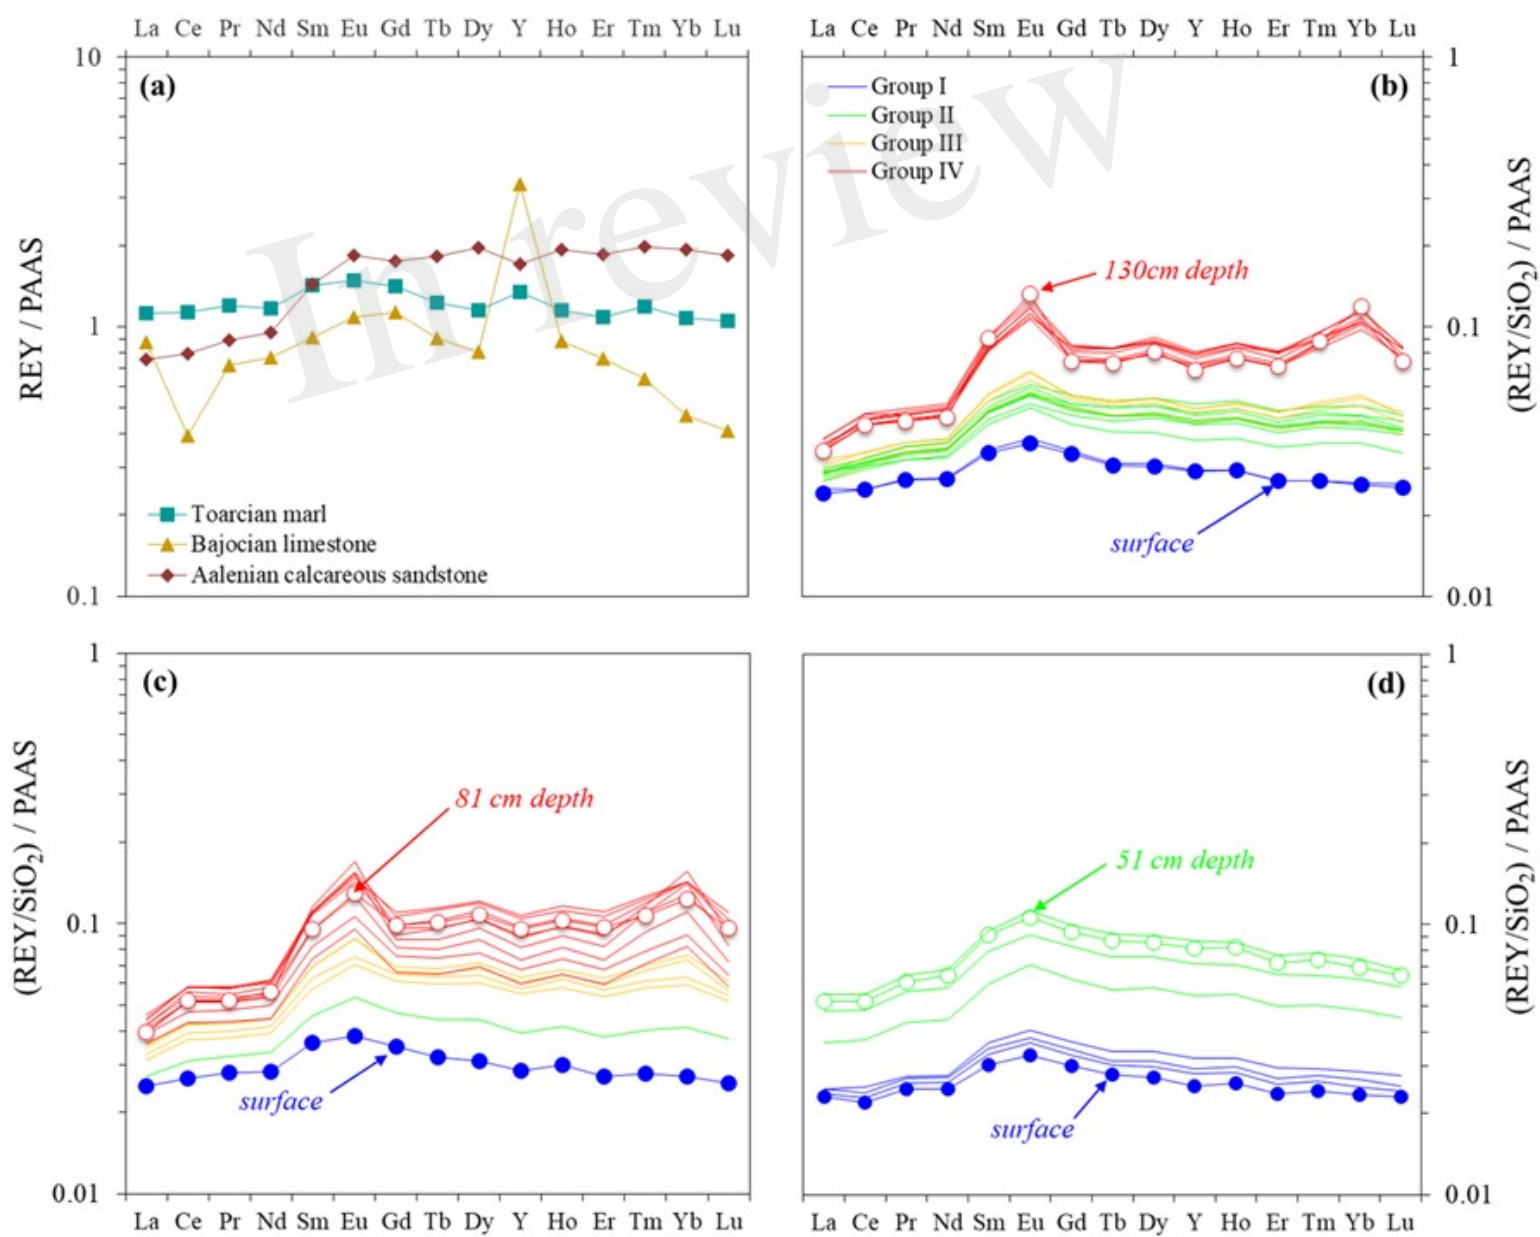 La Ce Pr Nd Sm Eu Gd Tb Dy Y Ho Er Tm Yb Lu
La Ce Pr Nd Sm Eu Gd Tb Dy Y Ho Er Tm Yb Lu
10
(a)
1
0.1
REY / PAAS
Toarcian marl
Bajocian limestone
Aalenian calcareous sandstone
In review
Group I
Group II
Group III
Group IV
(b)
130cm depth
surface
1
0.1
0.01
(REY/SiO₂) / PAAS
1
(c)
0.1
0.01
(REY/SiO₂) / PAAS
81 cm depth
surface
(d)
51 cm depth
surface
1
0.1
0.01
(REY/SiO₂) / PAAS
La Ce Pr Nd Sm Eu Gd Tb Dy Y Ho Er Tm Yb Lu
La Ce Pr Nd Sm Eu Gd Tb Dy Y Ho Er Tm Yb Lu